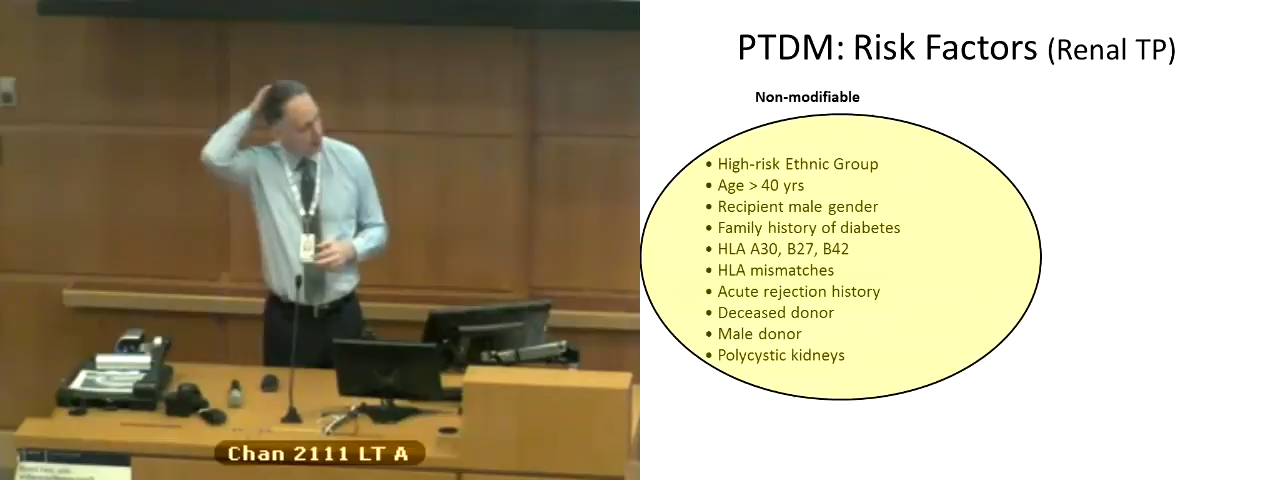 PTDM: Risk Factors (Renal TP)
Non-modifiable
• High-risk Ethnic Group
• Age > 40 yrs
• Recipient male gender
• Family history of diabetes
• HLA A30, B27, B42
• HLA mismatches
• Acute rejection history
• Deceased donor
• Male donor
• Polycystic kidneys
Chan 2111 LT A